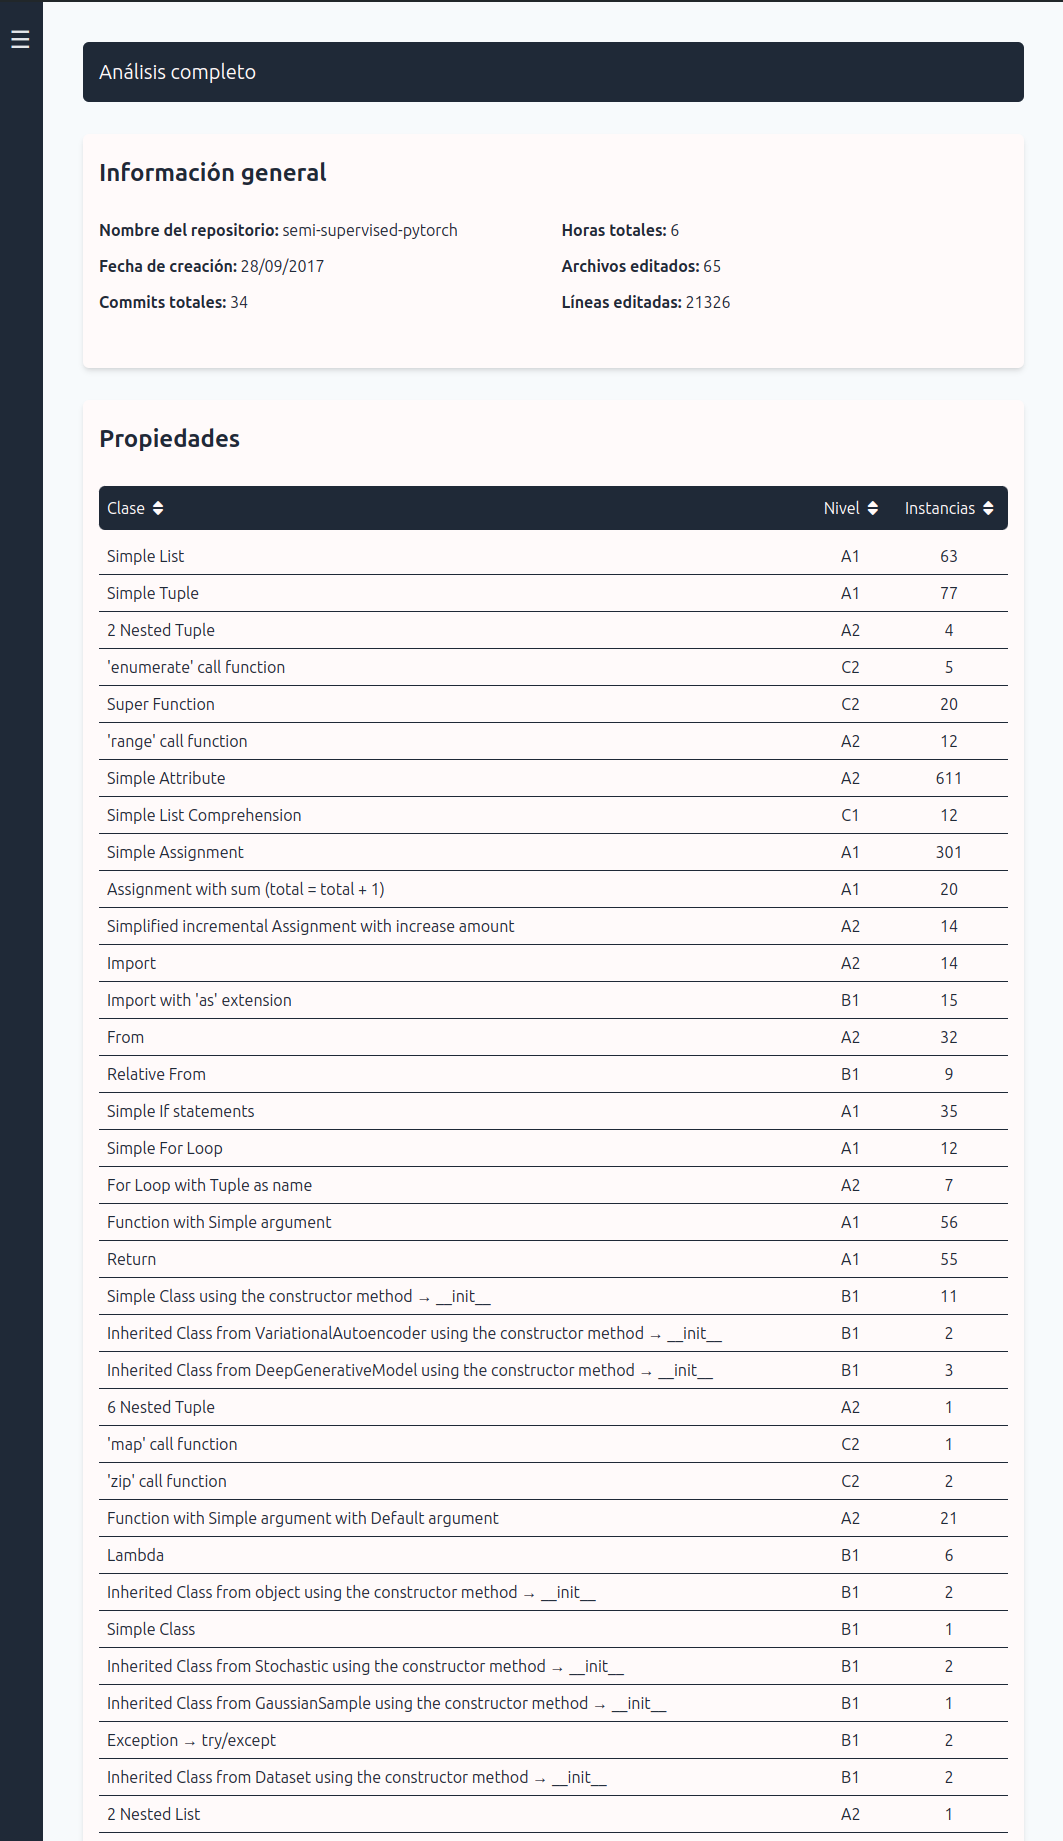 Análisis completo
Información general
Nombre del repositorio: semi-supervised-pytorch
Horas totales: 6
Fecha de creación: 28/09/2017
Archivos editados: 65
Commits totales: 34
Líneas editadas: 21326
Propiedades
Clase Nivel Instancias
Simple List A1 63
Simple Tuple A1 77
2 Nested Tuple A2 4
'enumerate' call function C2 5
Super Function C2 20
'range' call function A2 12
Simple Attribute A2 611
Simple List Comprehension C1 12
Simple Assignment A1 301
Assignment with sum (total = total + 1) A1 20
Simplified incremental Assignment with increase amount A2 14
Import A2 14
Import with 'as' extension B1 15
From A2 32
Relative From B1 9
Simple If statements A1 35
Simple For Loop A1 12
For Loop with Tuple as name A2 7
Function with Simple argument A1 56
Return A1 55
Simple Class using the constructor method → __init__ B1 11
Inherited Class from VariationalAutoencoder using the constructor method → __init__ B1 2
Inherited Class from DeepGenerativeModel using the constructor method → __init__ B1 3
6 Nested Tuple A2 1
'map' call function C2 1
'zip' call function C2 2
Function with Simple argument with Default argument A2 21
Lambda B1 6
Inherited Class from object using the constructor method → __init__ B1 2
Simple Class B1 1
Inherited Class from Stochastic using the constructor method → __init__ B1 2
Inherited Class from GaussianSample using the constructor method → __init__ B1 1
Exception → try/except B1 2
Inherited Class from Dataset using the constructor method → __init__ B1 2
2 Nested List A2 1